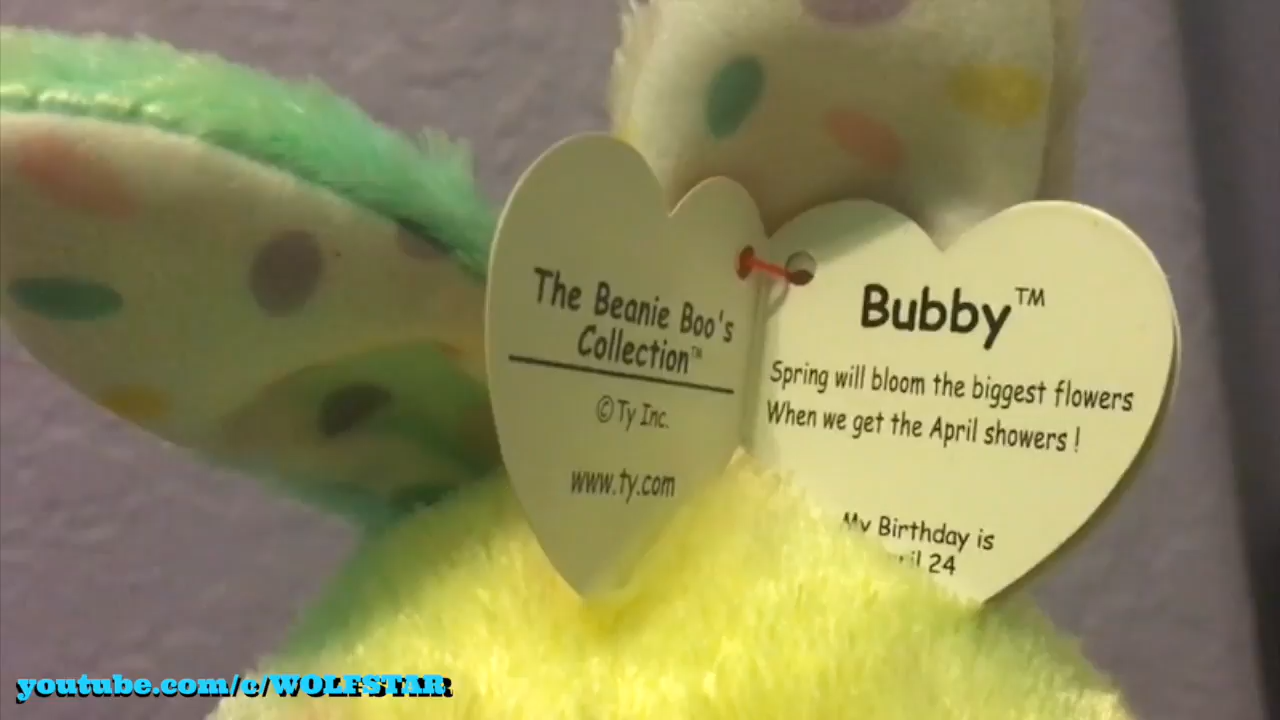 The Beanie Boo's
Collection™
© Ty Inc.
www.ty.com
Bubby™
Spring will bloom the biggest flowers
When we get the April showers !
My Birthday is
24
youtube.com/c/WOLFSTAR